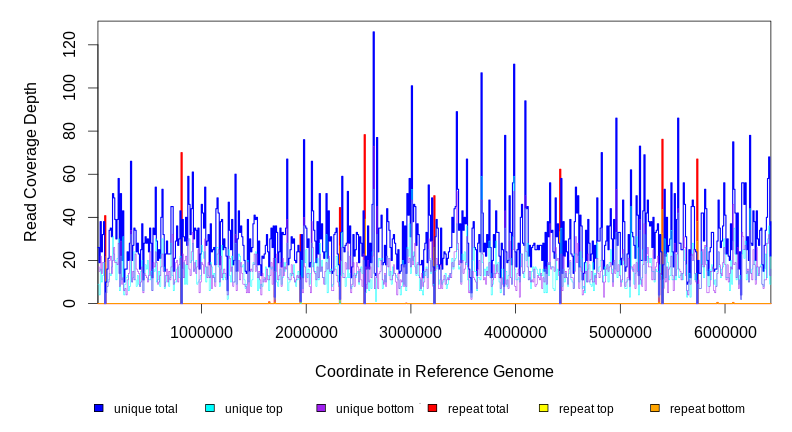 Read Coverage Depth
120
100
80
60
40
20
0
1000000 2000000 3000000 4000000 5000000 6000000
Coordinate in Reference Genome
unique total unique top unique bottom repeat total repeat top repeat bottom